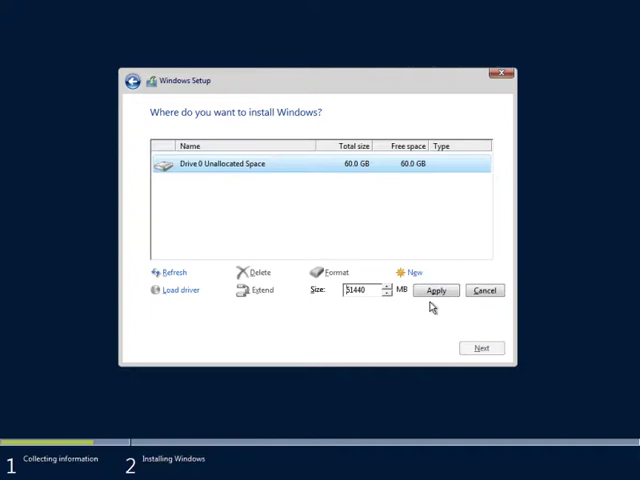 Windows Setup
Where do you want to install Windows?
Name Total size Free space Type
Drive 0 Unallocated Space 60.0 GB 60.0 GB
Refresh Delete Format New
Load driver Extend Size: 51440 MB Apply Cancel
Next
1 Collecting information 2 Installing Windows